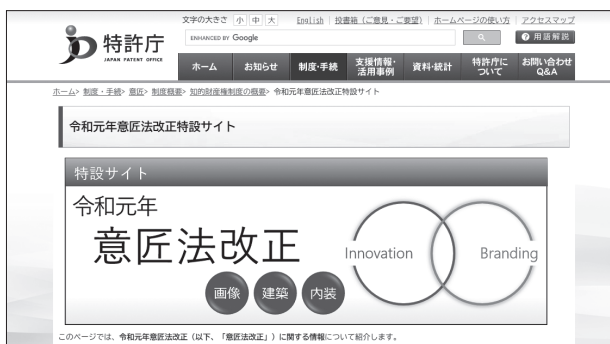 文字の大きさ 小 中 大 English 投書箱（ご意見・ご要望） ホームページの使い方 アクセスマップ
特許庁
JAPAN PATENT OFFICE
ENHANCED BY Google
? 用語解説
ホーム お知らせ 制度・手続 支援情報・活用事例 資料・統計 特許庁について お問い合わせ Q&A
ホーム> 制度・手続> 意匠> 制度概要> 知的財産権制度の概要> 令和元年意匠法改正特設サイト
令和元年意匠法改正特設サイト
特設サイト
令和元年
意匠法改正
画像 建築 内装
Innovation Branding
このページでは、令和元年意匠法改正（以下、「意匠法改正」）に関する情報について紹介します。